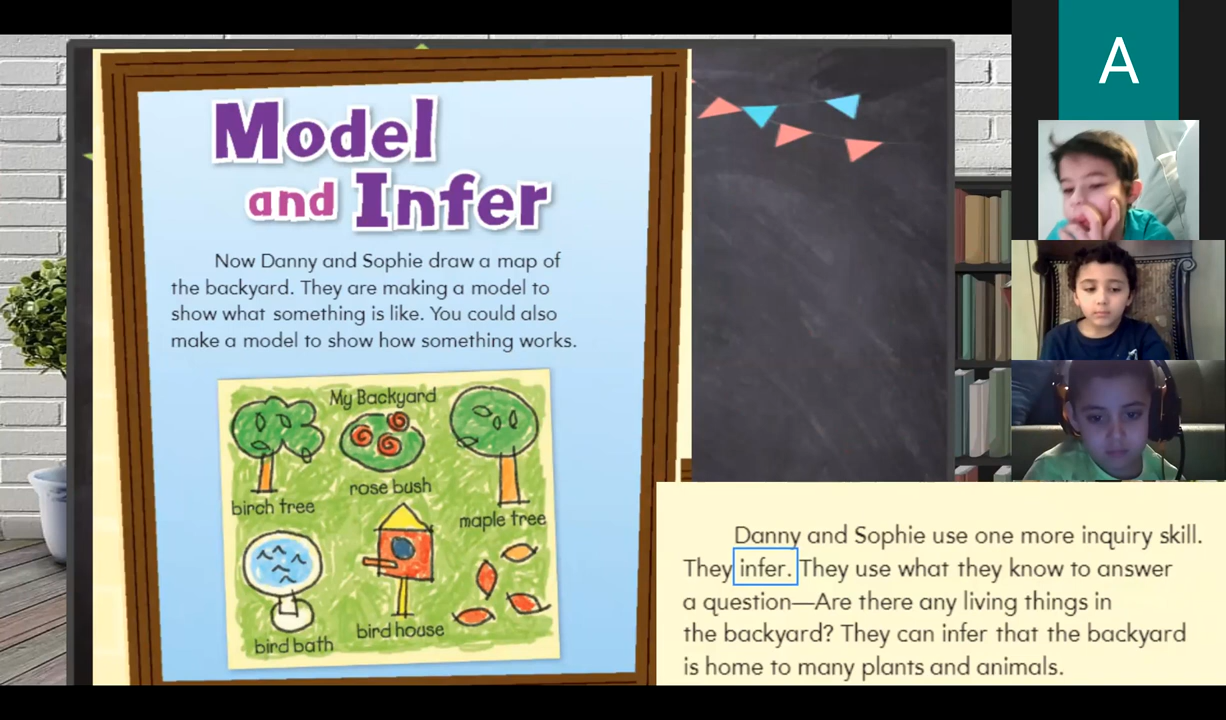 Model
and Infer
Now Danny and Sophie draw a map of
the backyard. They are making a model to
show what something is like. You could also
make a model to show how something works.
My Backyard
birch tree
rose bush
maple tree
bird bath
bird house
A
Danny and Sophie use one more inquiry skill.
They infer. They use what they know to answer
a question—Are there any living things in
the backyard? They can infer that the backyard
is home to many plants and animals.